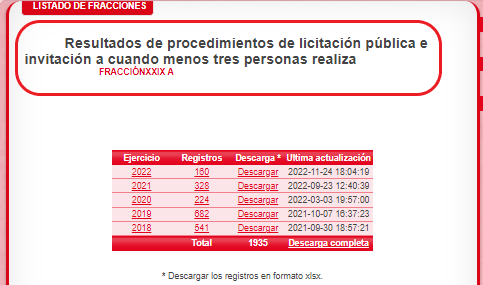 LISTADO DE FRACCIONES
Resultados de procedimientos de licitación pública e
invitación a cuando menos tres personas realiza
FRACCIÓNXXIX A
Ejercicio Registros Descarga * Ultima actualización
2022 160 Descargar 2022-11-24 18:04:19
2021 328 Descargar 2022-09-23 12:40:39
2020 224 Descargar 2022-03-03 19:57:00
2019 682 Descargar 2021-10-07 16:37:23
2018 541 Descargar 2021-09-30 18:57:21
Total 1935 Descarga completa
* Descargar los registros en formato xlsx.